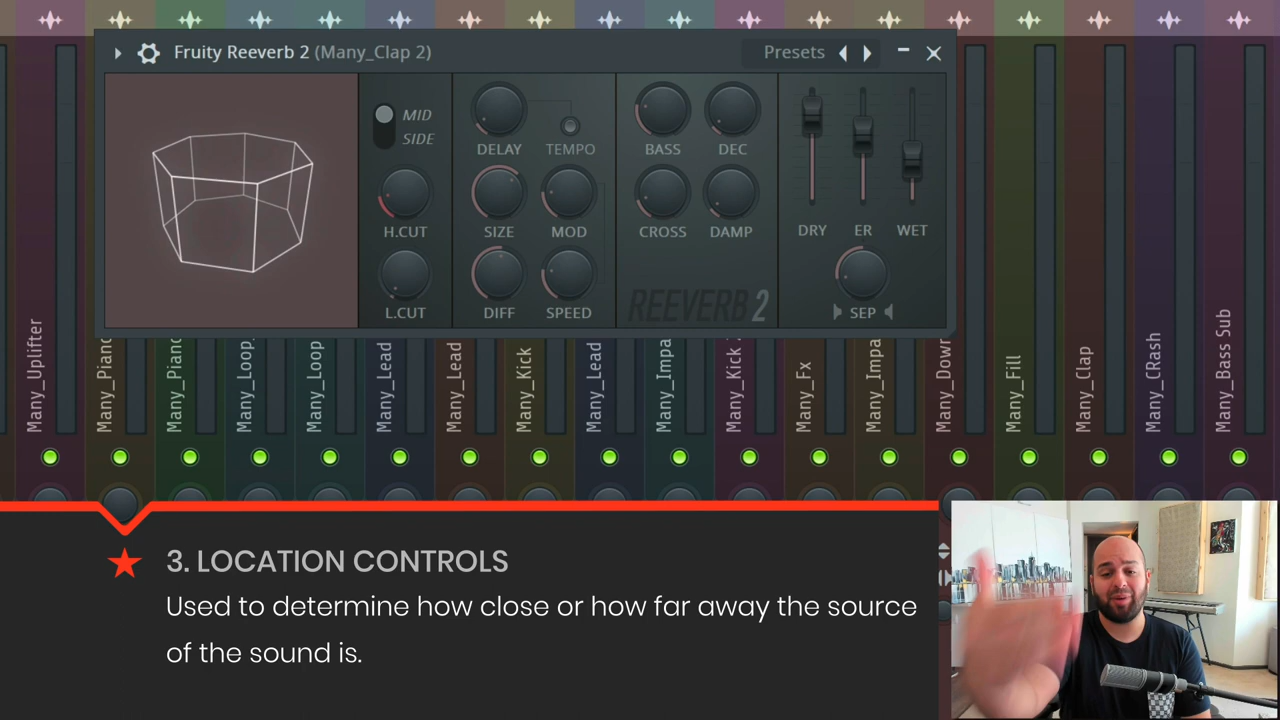 Fruity Reeverb 2 (Many_Clap 2)
Presets
MID
SIDE
DELAY
TEMPO
BASS
DEC
H.CUT
SIZE
MOD
CROSS
DAMP
DRY
ER
WET
L.CUT
DIFF
SPEED
REEVERB 2
SEP
Many_Uplifter
Many_Piano
Many_Piano
Many_Loop
Many_Loop
Many_Lead
Many_Lead
Many_Kick
Many_Lead
Many_Impa
Many_Kick
Many_Fx
Many_Impa
Many_Down
Many_Fill
Many_Clap
Many_CRash
Many_Bass Sub
3. LOCATION CONTROLS
Used to determine how close or how far away the source
of the sound is.